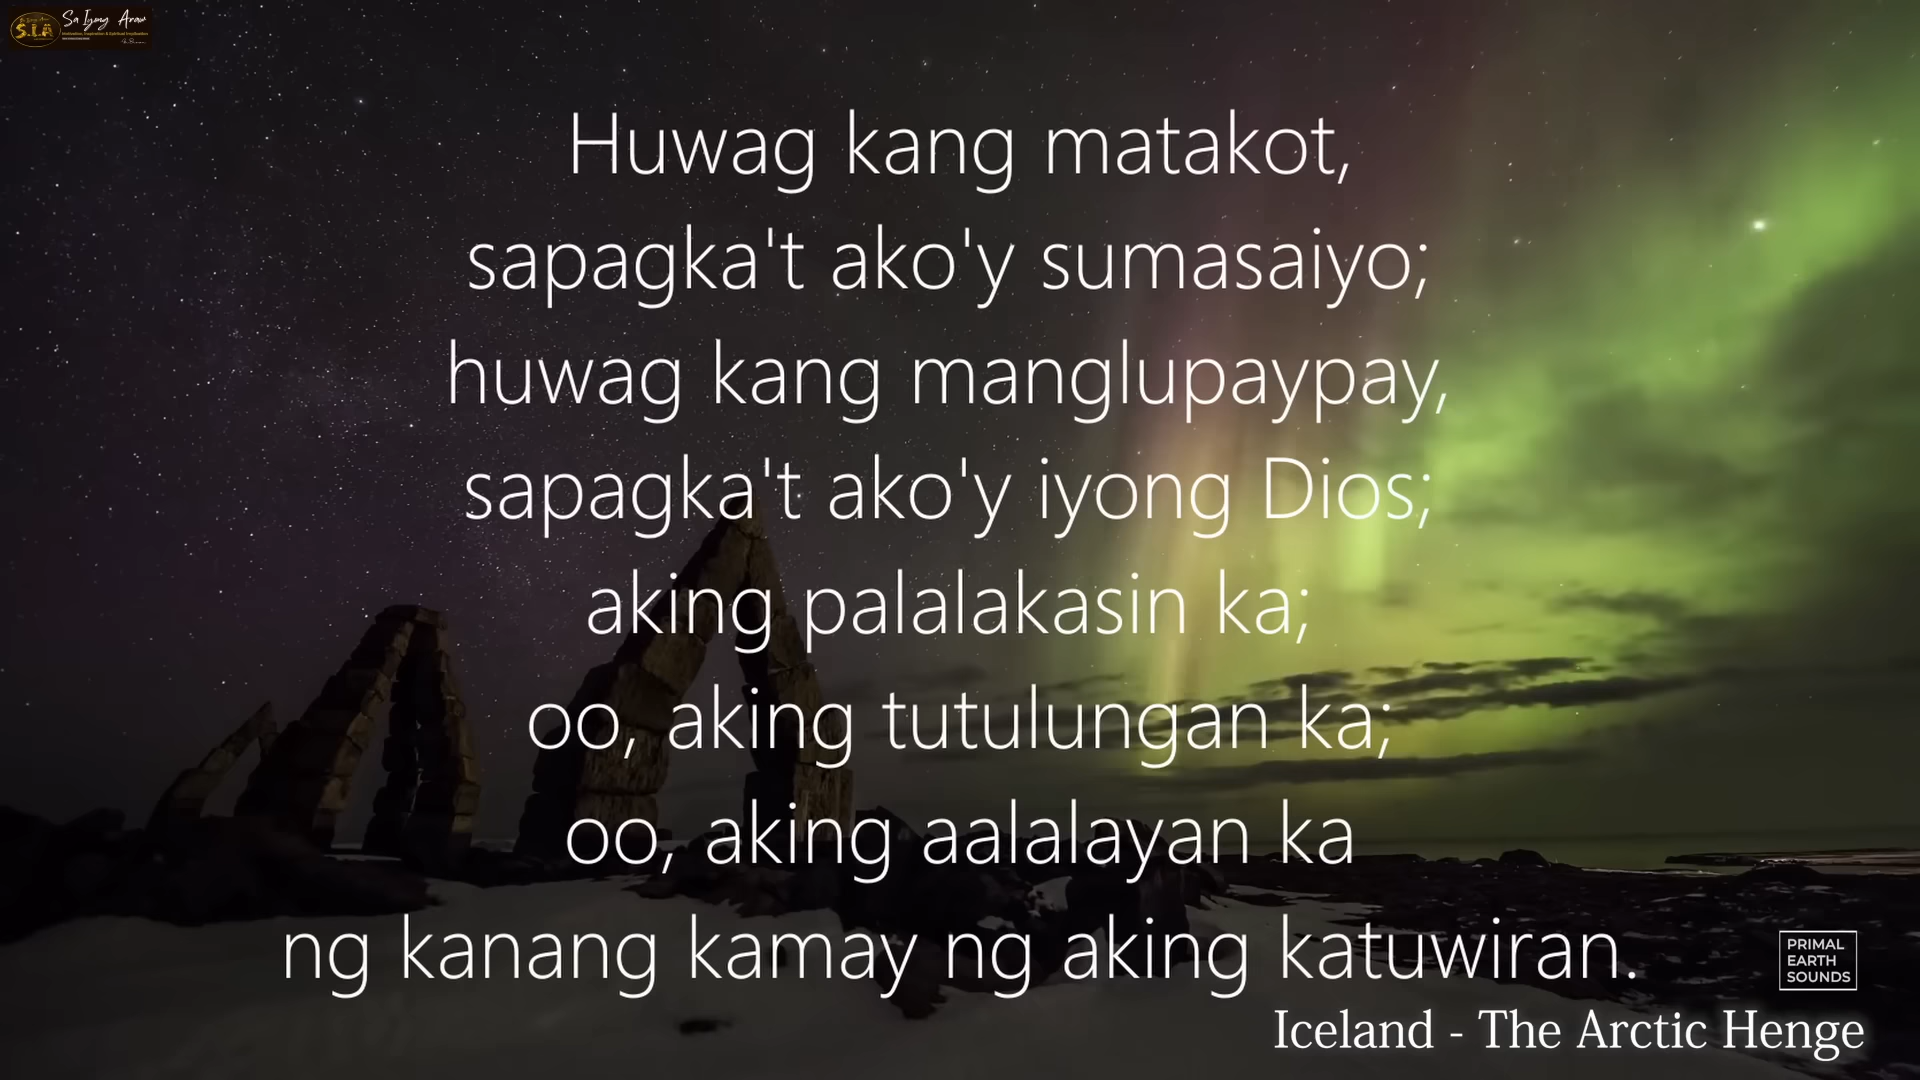 S.I.A
Sa Iyong Araw
Huwag kang matakot,
sapagka't ako'y sumasaiyo;
huwag kang manglupaypay,
sapagka't ako'y iyong Dios;
aking palalakasin ka;
oo, aking tutulungan ka;
oo, aking aalalayan ka
ng kanang kamay ng aking katuwiran.
PRIMAL
EARTH
SOUNDS
Iceland - The Arctic Henge